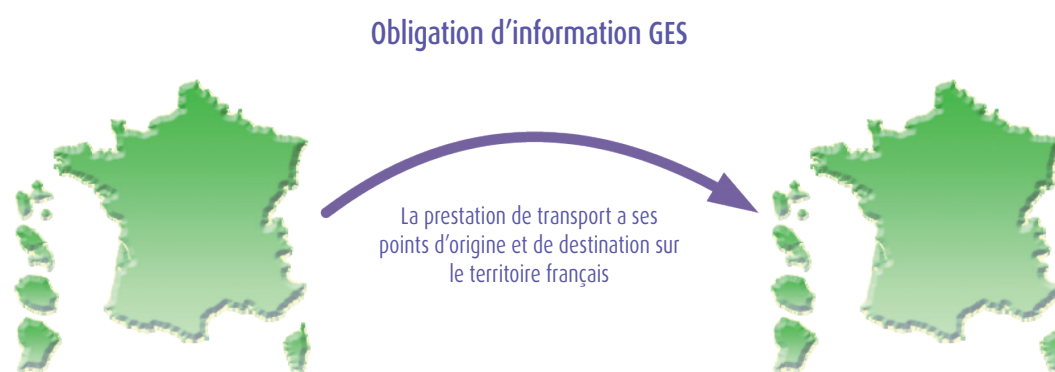 Obligation d’information GES
La prestation de transport a ses
points d’origine et de destination sur
le territoire français